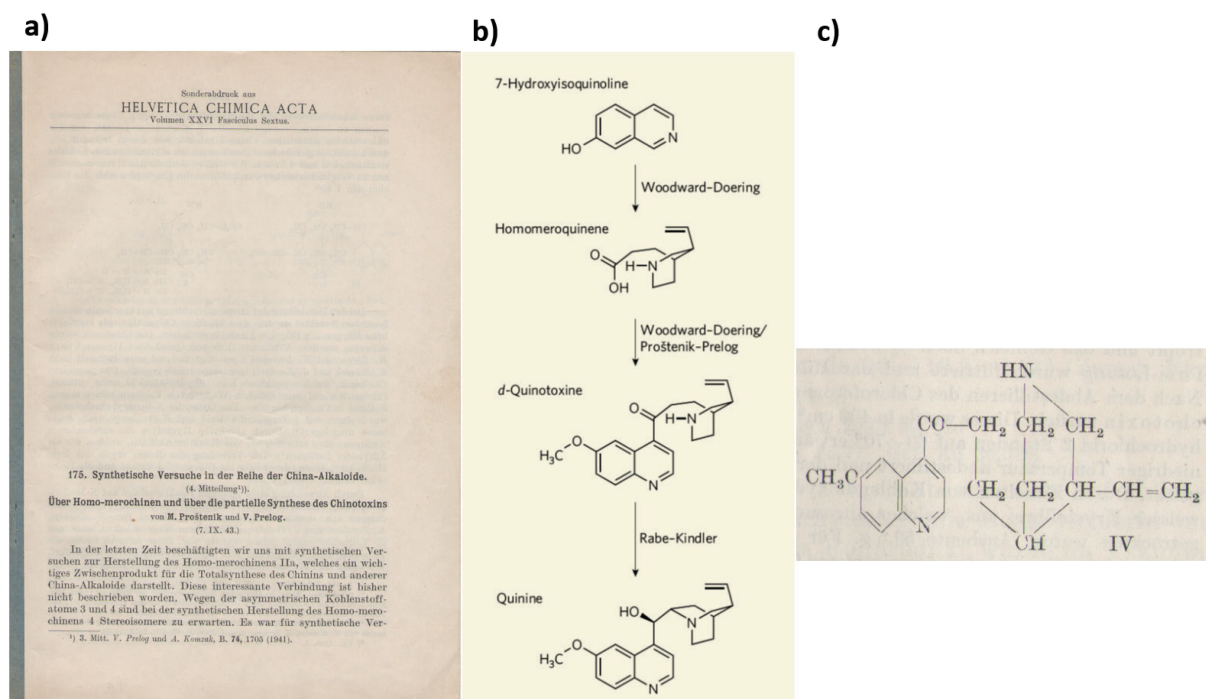 a)
Sonderabdruck aus
HELVETICA CHIMICA ACTA
Volumen XXVI Fasciculus Sextus.
175. Synthetische Versuche in der Reihe der China-Alkaloide.
(4. Mitteilung¹)).
Über Homo-merochinen und über die partielle Synthese des Chinotoxins
von M. Proštenik und V. Prelog.
(7. IX. 43.)
In der letzten Zeit beschäftigten wir uns mit synthetischen Ver-
suchen zur Herstellung des Homo-merochinens IIa, welches ein wich-
tiges Zwischenprodukt für die Totalsynthese des Chinins und anderer
China-Alkaloide darstellt. Diese interessante Verbindung ist bisher
nicht beschrieben worden. Wegen der asymmetrischen Kohlenstoff-
atome 3 und 4 sind bei der synthetischen Herstellung des Homo-mero-
chinens 4 Stereoisomere zu erwarten. Es war für synthetische Ver-
¹) 3. Mitt. V. Prelog und A. Komzak, B. 74, 1705 (1941).
b)
7-Hydroxyisoquinoline
HO
N
Woodward–Doering
Homomeroquinene
O
H–N
OH
Woodward–Doering/
Proštenik-Prelog
d-Quinotoxine
O
H–N
H₃C
O
N
Rabe–Kindler
Quinine
HO
N
H₃C
O
N
c)
HN
CO—CH₂ CH₂ CH₂
CH₃O
CH₂ CH₂ CH—CH=CH₂
N
CH
IV